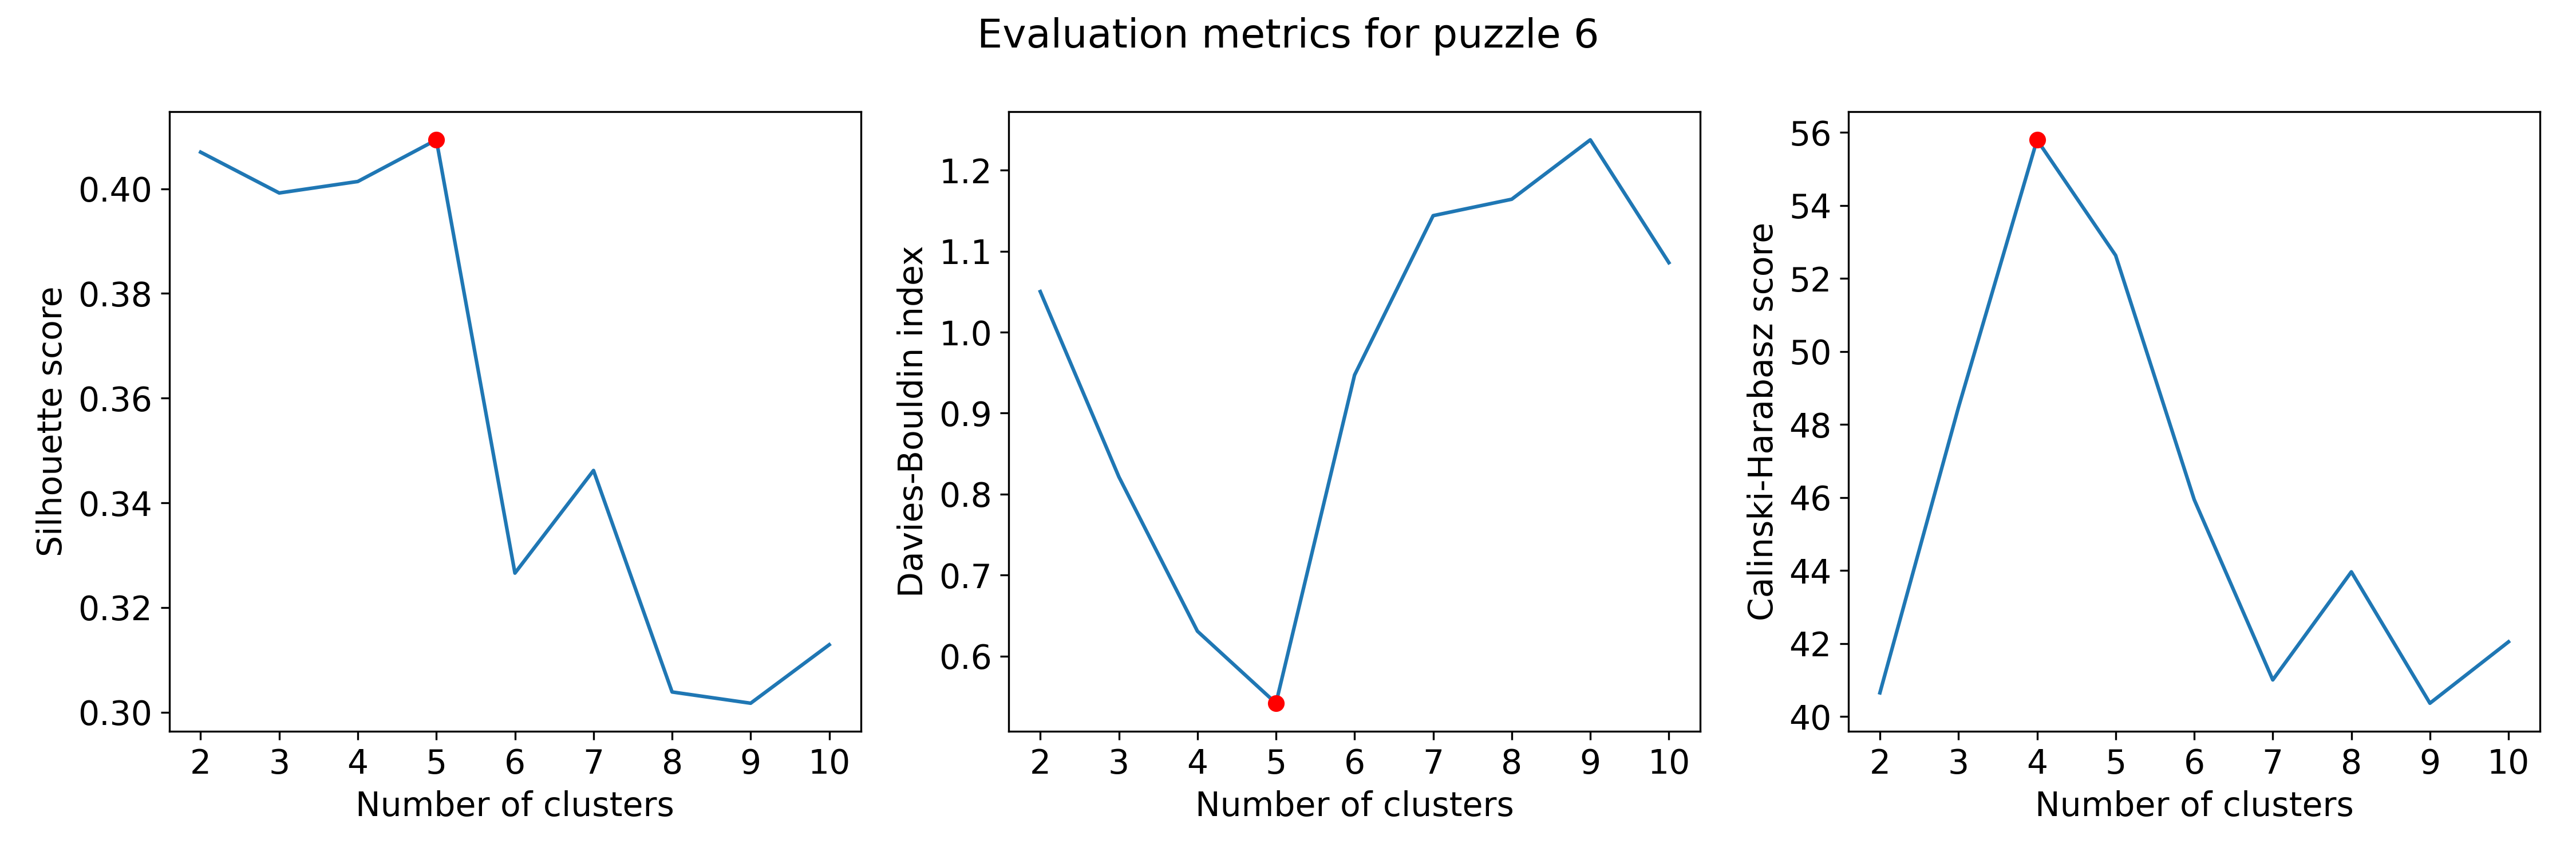 Evaluation metrics for puzzle 6
Silhouette score
0.40
0.38
0.36
0.34
0.32
0.30
2 3 4 5 6 7 8 9 10
Number of clusters
Davies-Bouldin index
1.2
1.1
1.0
0.9
0.8
0.7
0.6
2 3 4 5 6 7 8 9 10
Number of clusters
Calinski-Harabasz score
56
54
52
50
48
46
44
42
40
2 3 4 5 6 7 8 9 10
Number of clusters